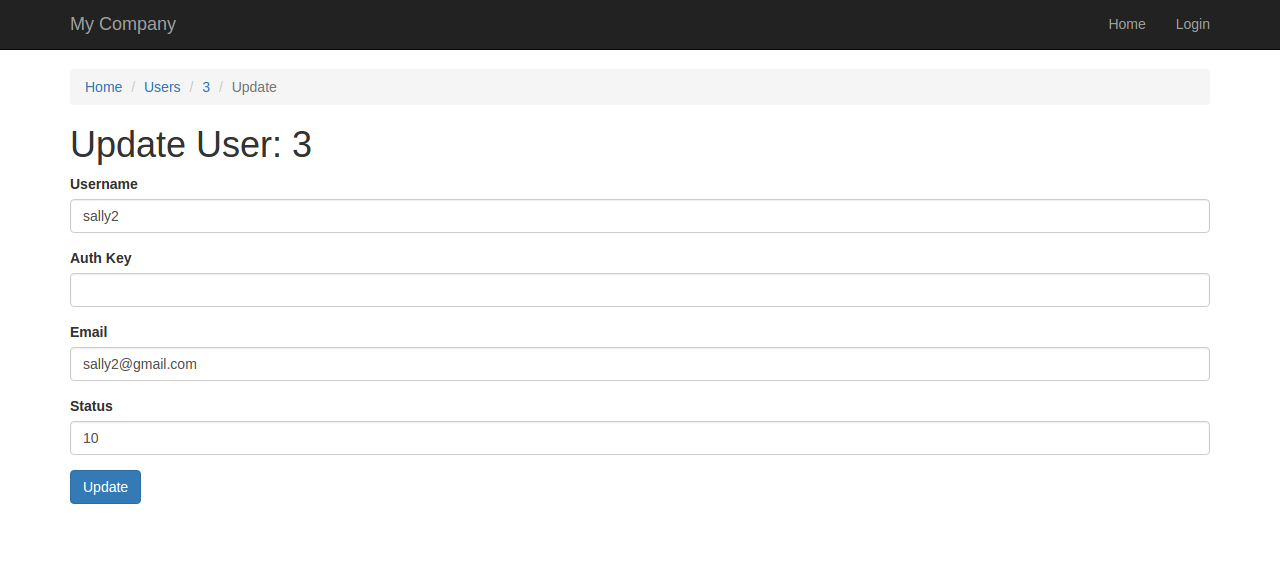 My Company Home Login
Home / Users / 3 / Update
Update User: 3
Username
sally2
Auth Key
Email
sally2@gmail.com
Status
10
Update